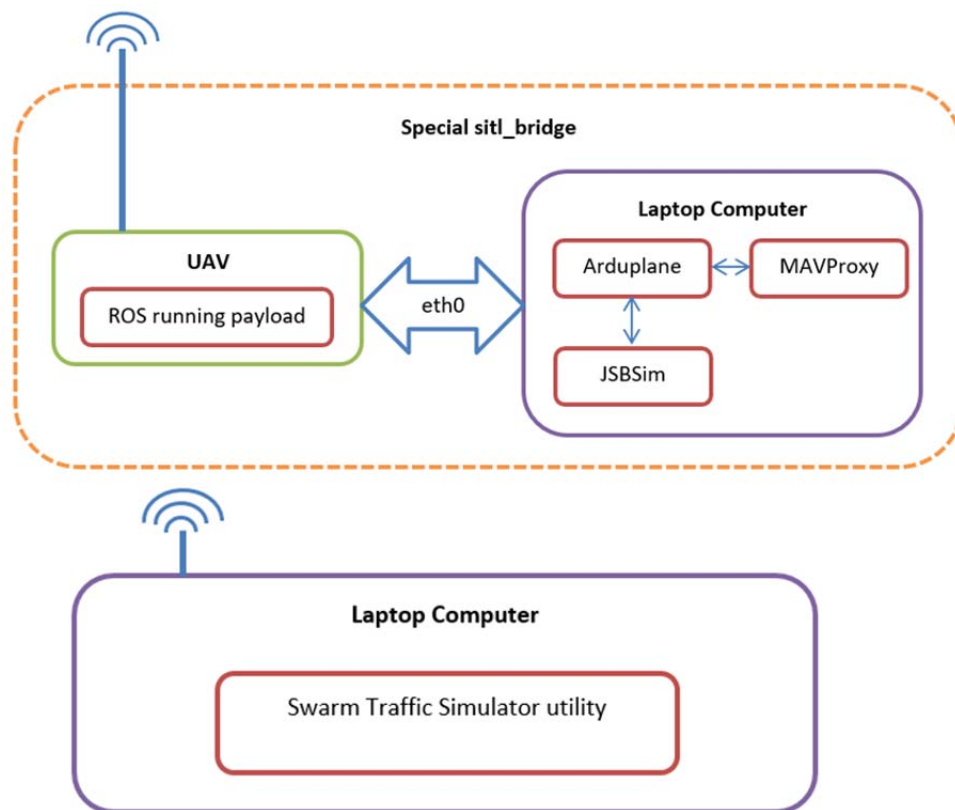 Special sitl_bridge
Laptop Computer
UAV
Arduplane
MAVProxy
ROS running payload
eth0
JSBSim
Laptop Computer
Swarm Traffic Simulator utility